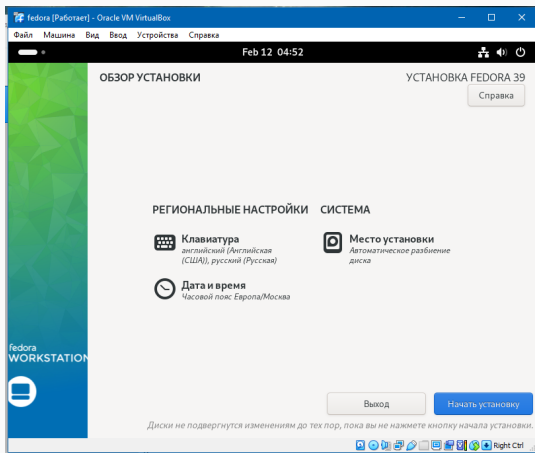 fedora [Работает] - Oracle VM VirtualBox
Файл Машина Вид Ввод Устройства Справка
Feb 12 04:52
ОБЗОР УСТАНОВКИ
УСТАНОВКА FEDORA 39
Справка
РЕГИОНАЛЬНЫЕ НАСТРОЙКИ
Клавиатура
английский (Английская
(США)), русский (Русская)
Дата и время
Часовой пояс Европа/Москва
СИСТЕМА
Место установки
Автоматическое разбиение
диска
fedora
WORKSTATION
Выход
Начать установку
Диски не подвергнутся изменениям до тех пор, пока вы не нажмете кнопку начала установки.
Right Ctrl